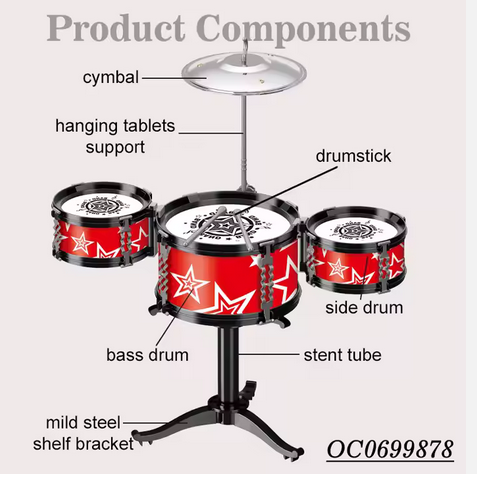 Product Components
cymbal
hanging tablets
support
drumstick
side drum
bass drum
stent tube
mild steel
shelf bracket
OC0699878